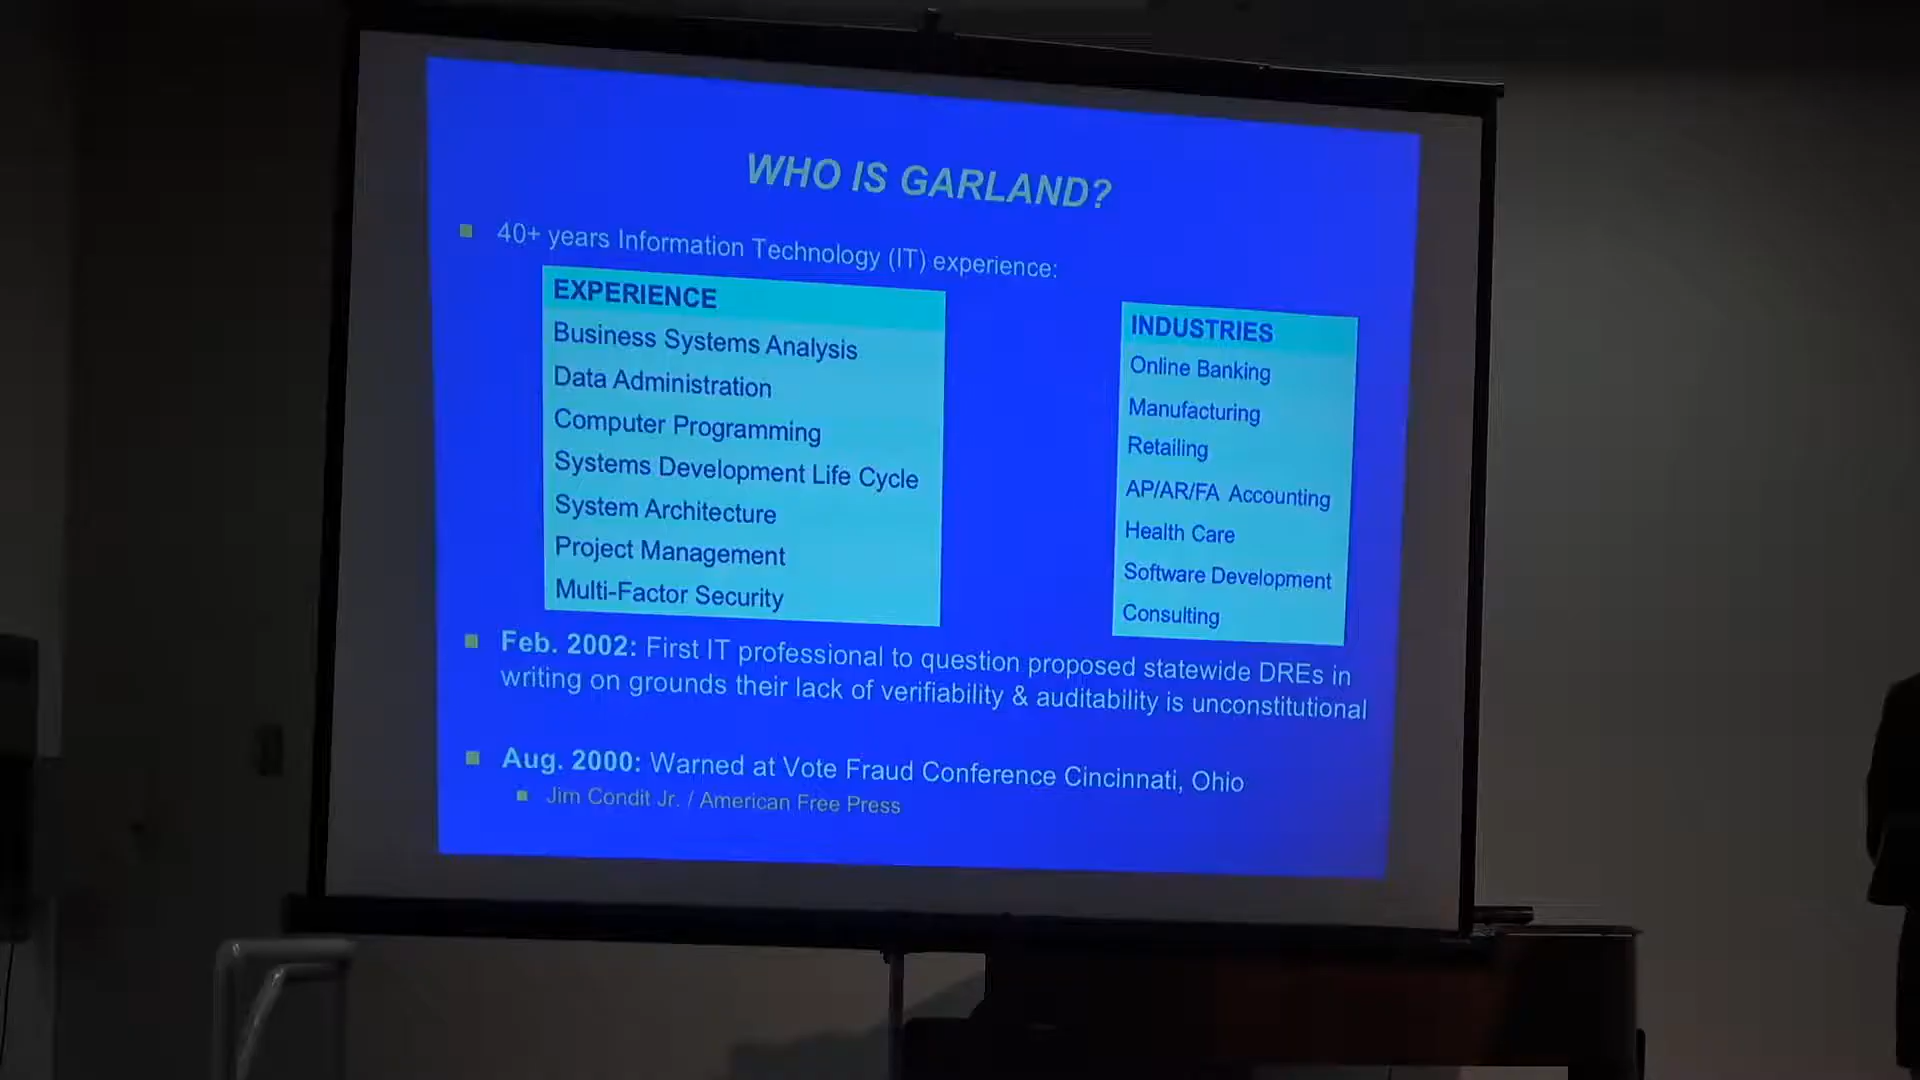 WHO IS GARLAND?
40+ years Information Technology (IT) experience:
EXPERIENCE
Business Systems Analysis
Data Administration
Computer Programming
Systems Development Life Cycle
System Architecture
Project Management
Multi-Factor Security
INDUSTRIES
Online Banking
Manufacturing
Retailing
AP/AR/FA Accounting
Health Care
Software Development
Consulting
Feb. 2002: First IT professional to question proposed statewide DREs in
writing on grounds their lack of verifiability & auditability is unconstitutional
Aug. 2000: Warned at Vote Fraud Conference Cincinnati, Ohio
Jim Condit Jr. / American Free Press